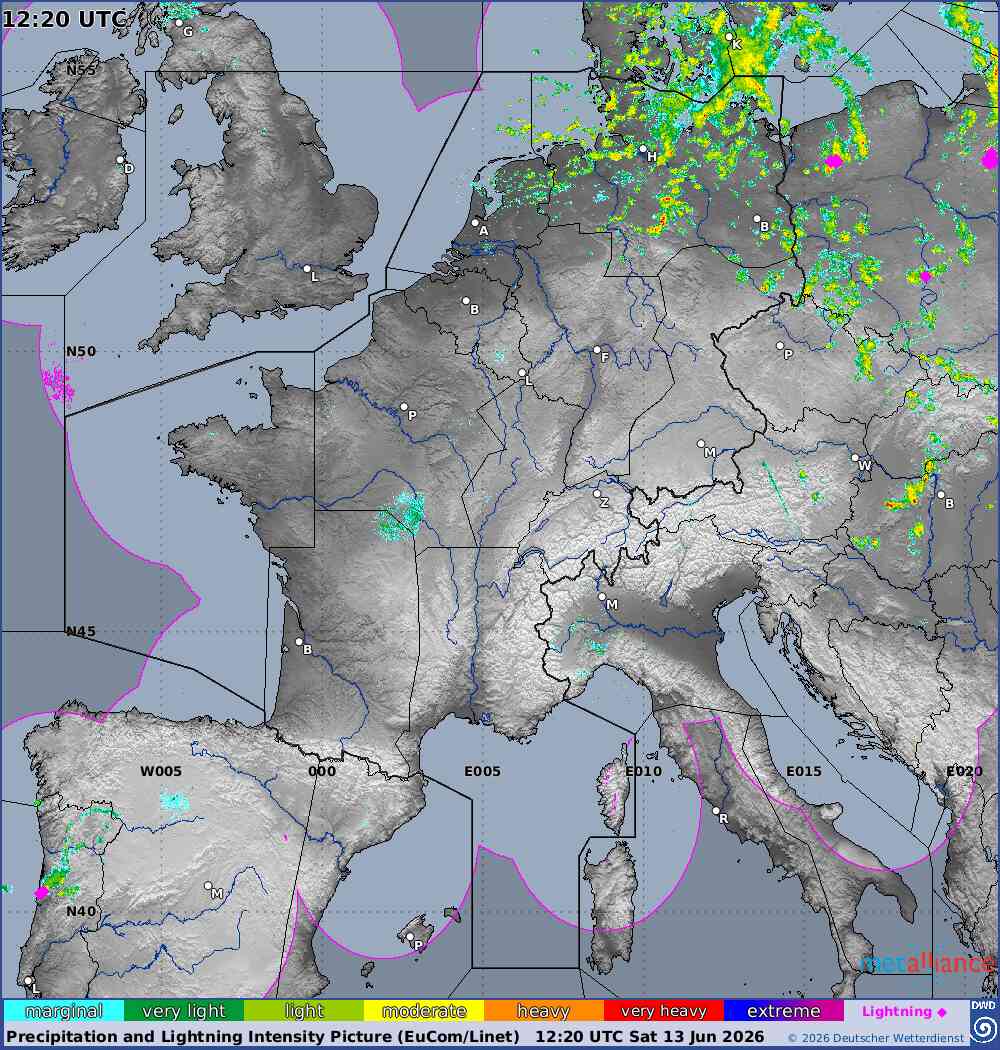 12:20 UTC
G
K
N55
H
D
A
B
L
B
N50
F
P
L
P
M
W
Z
B
M
N45
B
W005
000
E005
E010
E015
E020
R
M
N40
P
L
metalliance
marginal
very light
light
moderate
heavy
very heavy
extreme
Lightning ◆
DWD
Precipitation and Lightning Intensity Picture (EuCom/Linet) 12:20 UTC Sat 13 Jun 2026
© 2026 Deutscher Wetterdienst